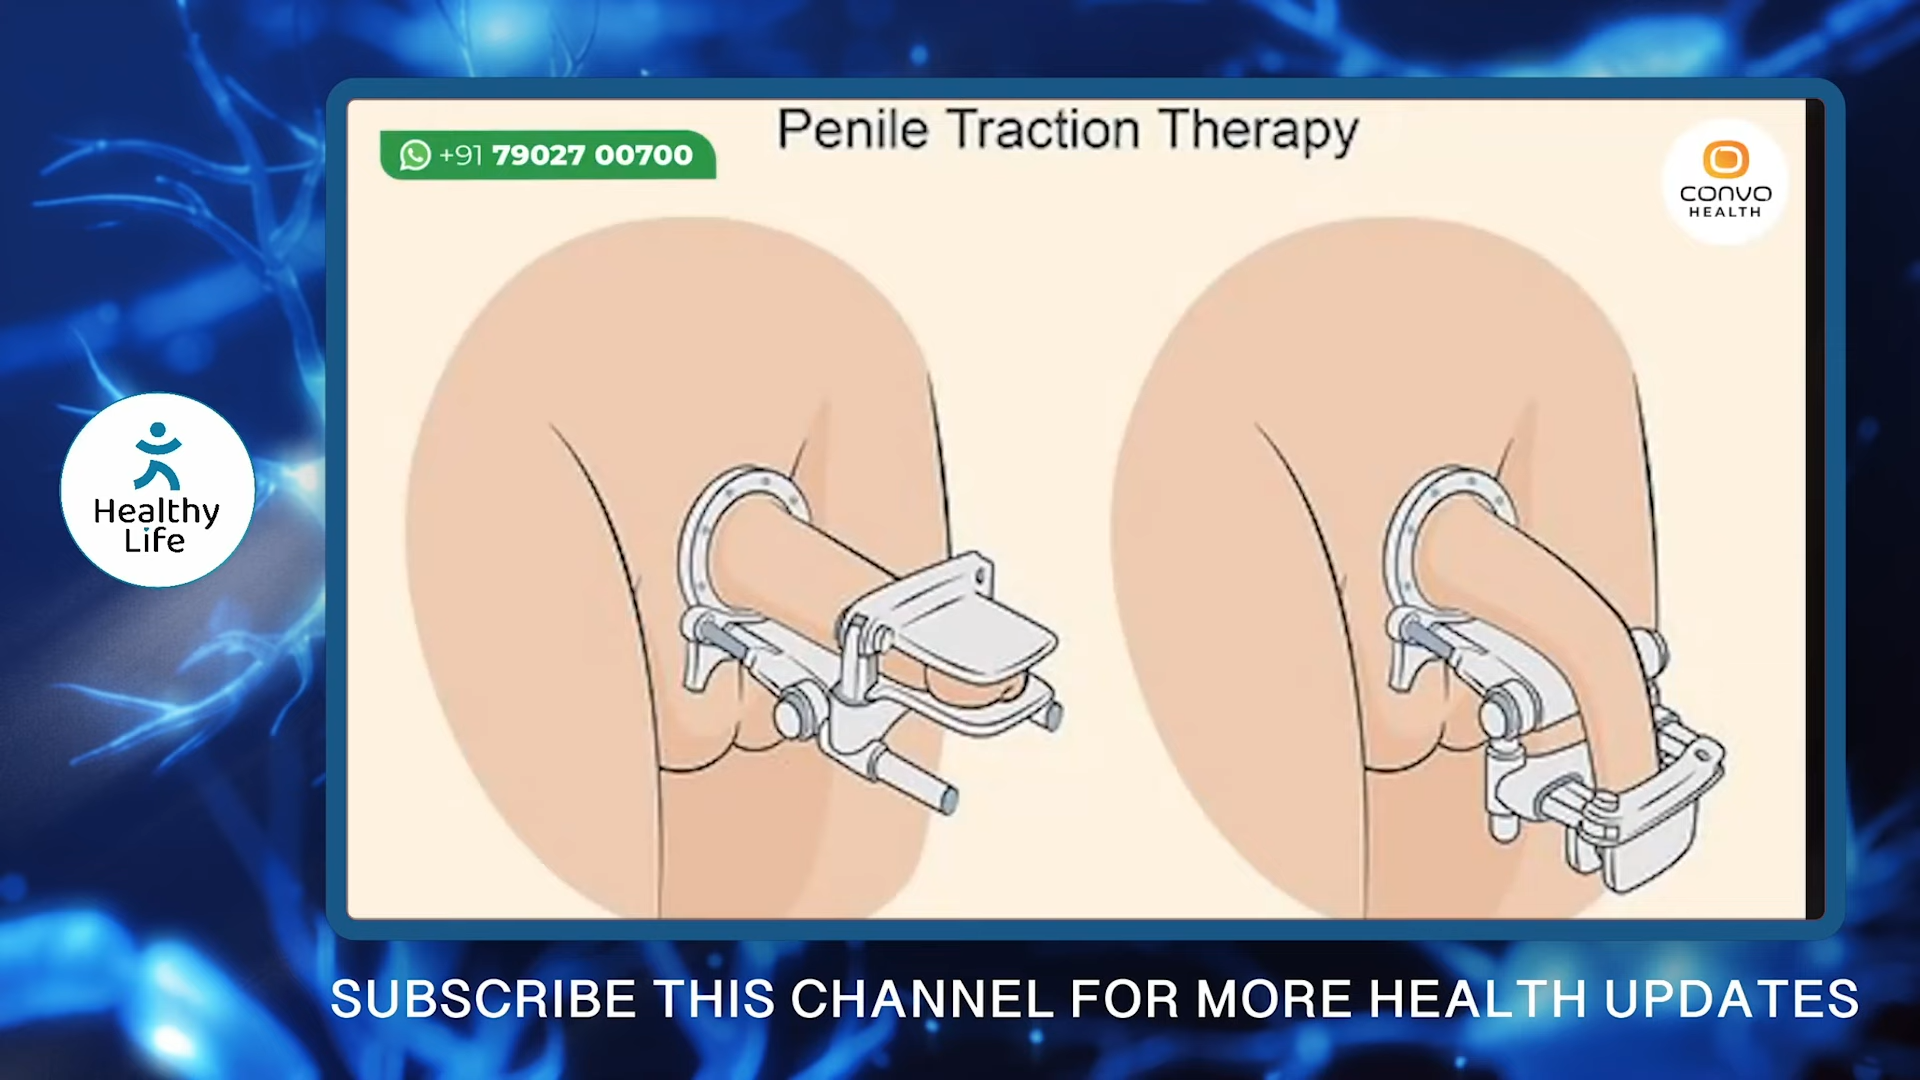 Penile Traction Therapy
+91 79027 00700
CONVO
HEALTH
Healthy
Life
SUBSCRIBE THIS CHANNEL FOR MORE HEALTH UPDATES